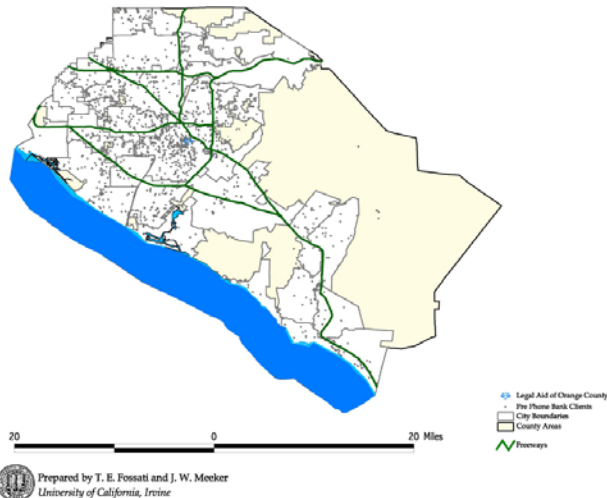 Legal Aid of Orange County
Pre Phone Bank Clients
City Boundaries
County Areas
Freeways
20 0 20 Miles
Prepared by T. E. Fossati and J. W. Meeker
University of California, Irvine